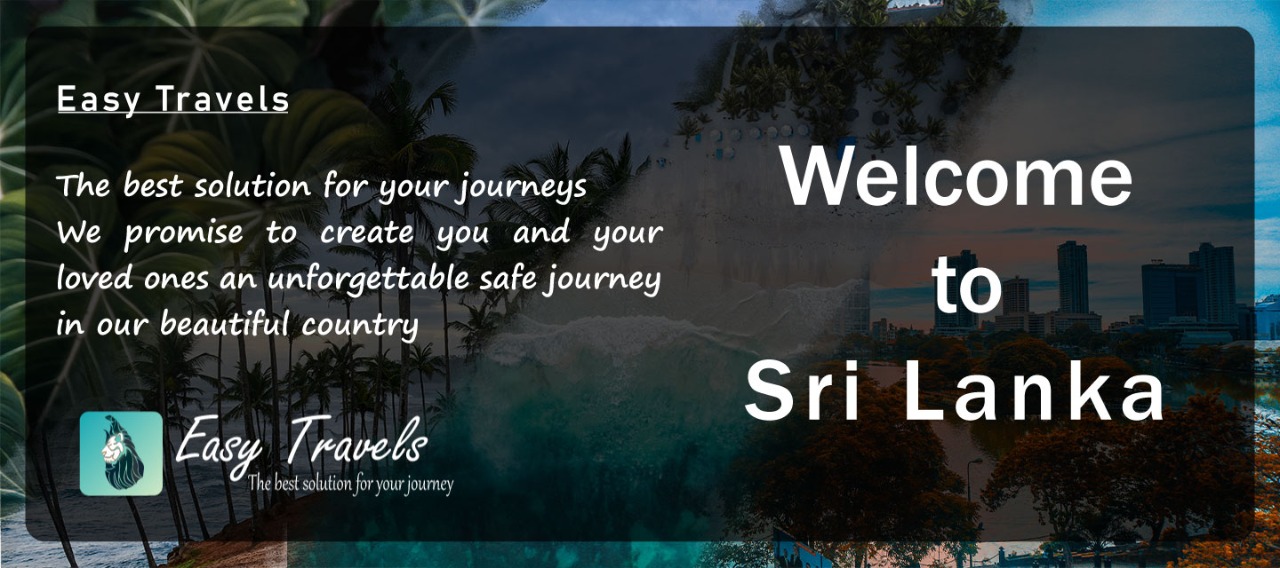 Easy Travels
The best solution for your journeys
We promise to create you and your
loved ones an unforgettable safe journey
in our beautiful country
Easy Travels
The best solution for your journey
Welcome
to
Sri Lanka